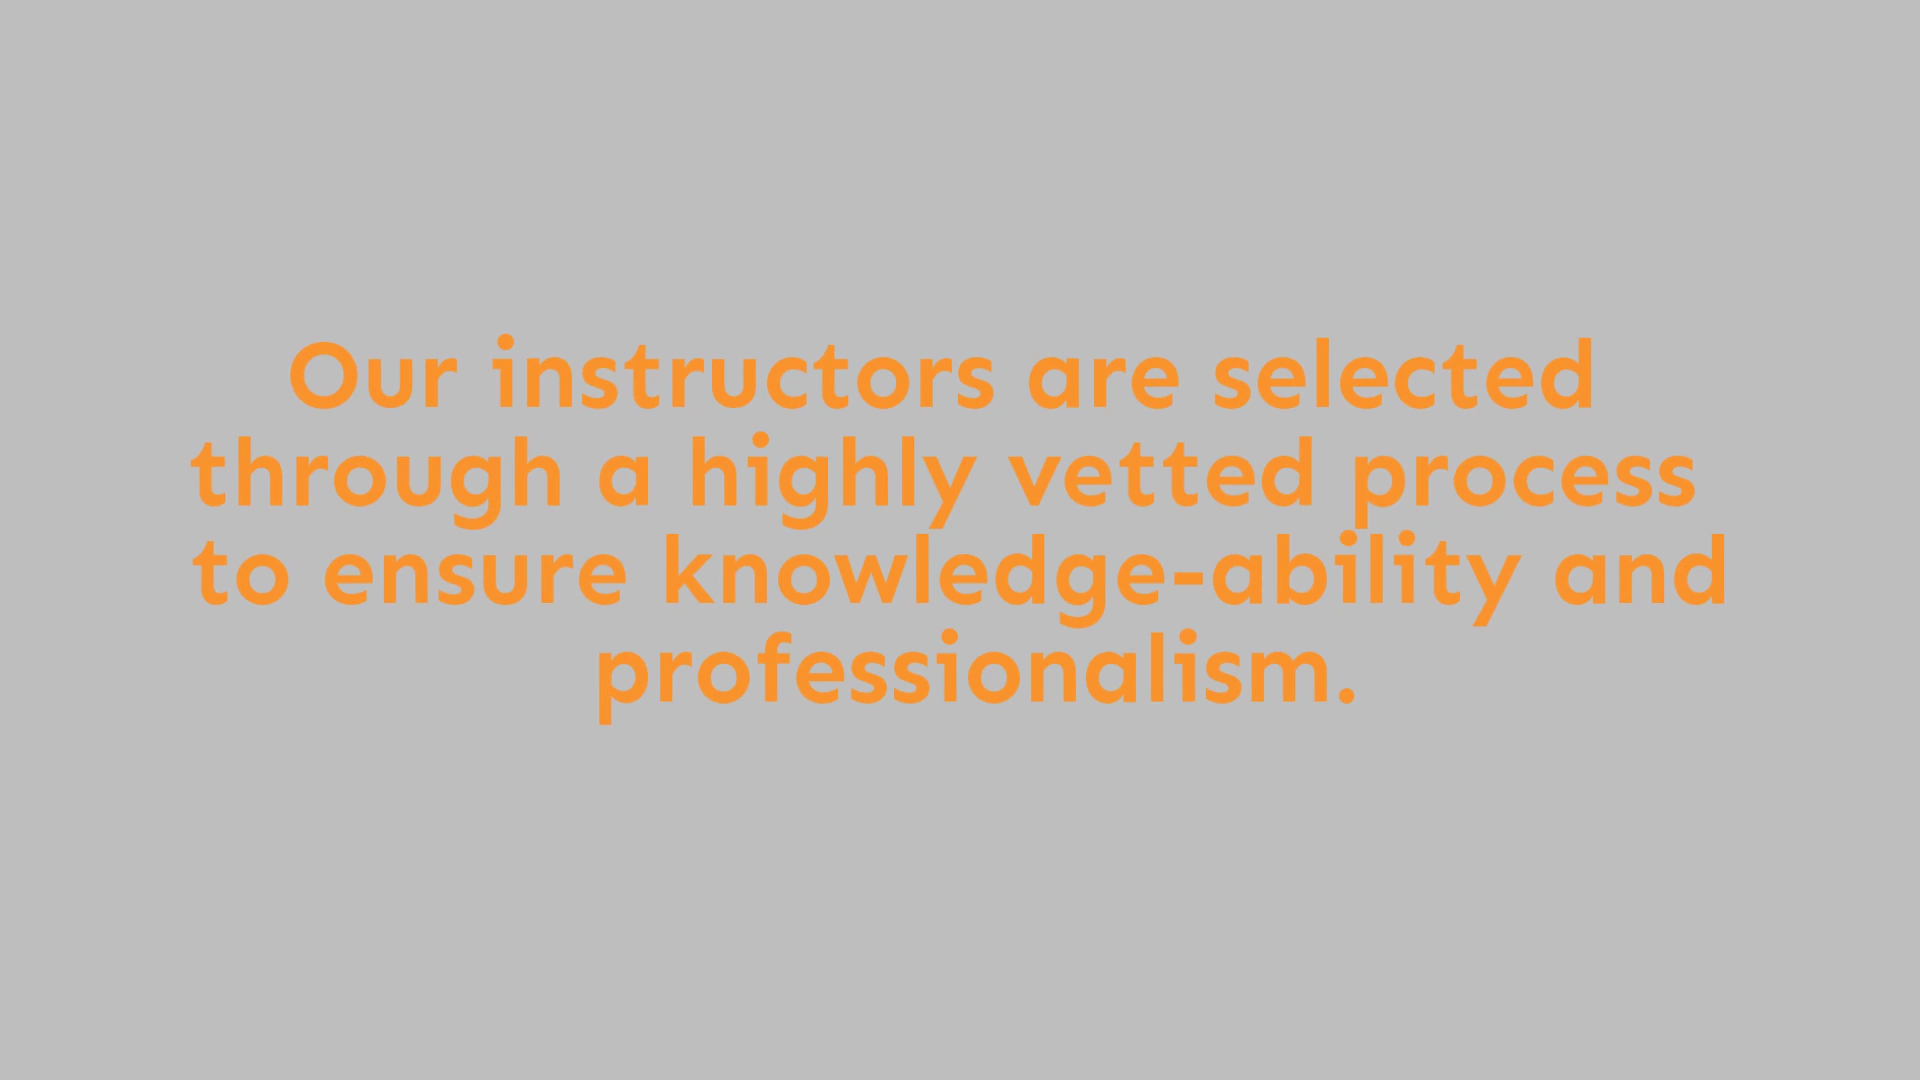 Our instructors are selected
through a highly vetted process
to ensure knowledge-ability and
professionalism.